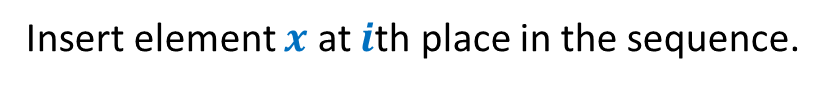 Insert element x at ith place in the sequence.